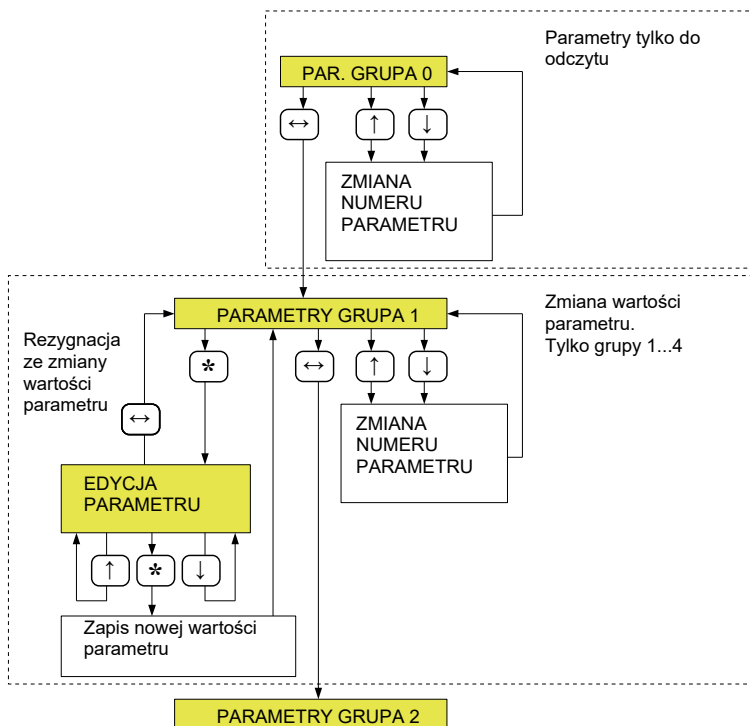 Parametry tylko do
odczytu
PAR. GRUPA 0
↔
↑
↓
ZMIANA
NUMERU
PARAMETRU
PARAMETRY GRUPA 1
Zmiana wartości
parametru.
Tylko grupy 1...4
Rezygnacja
ze zmiany
wartości
parametru
*
↔
↑
↓
↔
ZMIANA
NUMERU
PARAMETRU
EDYCJA
PARAMETRU
↑
*
↓
Zapis nowej wartości
parametru
PARAMETRY GRUPA 2